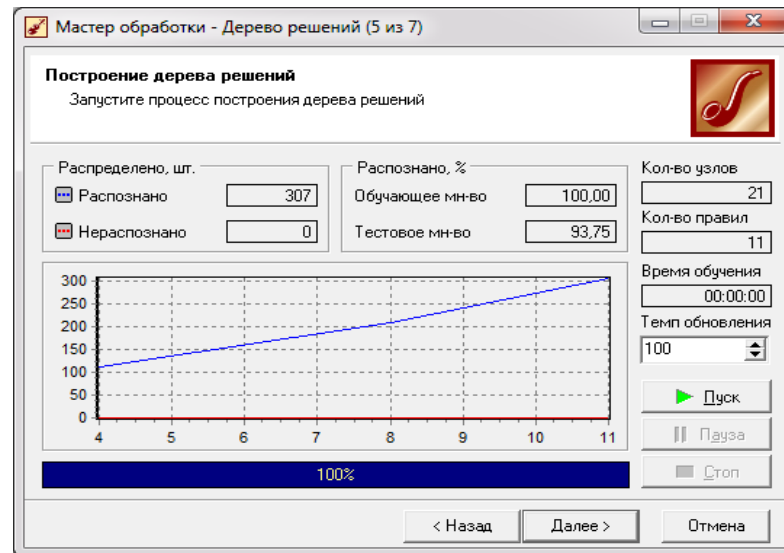 Мастер обработки - Дерево решений (5 из 7)
Построение дерева решений
Запустите процесс построения дерева решений
Распределено, шт.
Распознано 307
Нераспознано 0
Распознано, %
Обучающее мн-во 100,00
Тестовое мн-во 93,75
Кол-во узлов
21
Кол-во правил
11
Время обучения
00:00:00
Темп обновления
100
300
250
200
150
100
50
0
4 5 6 7 8 9 10 11
100%
Пуск
Пауза
Стоп
< Назад
Далее >
Отмена